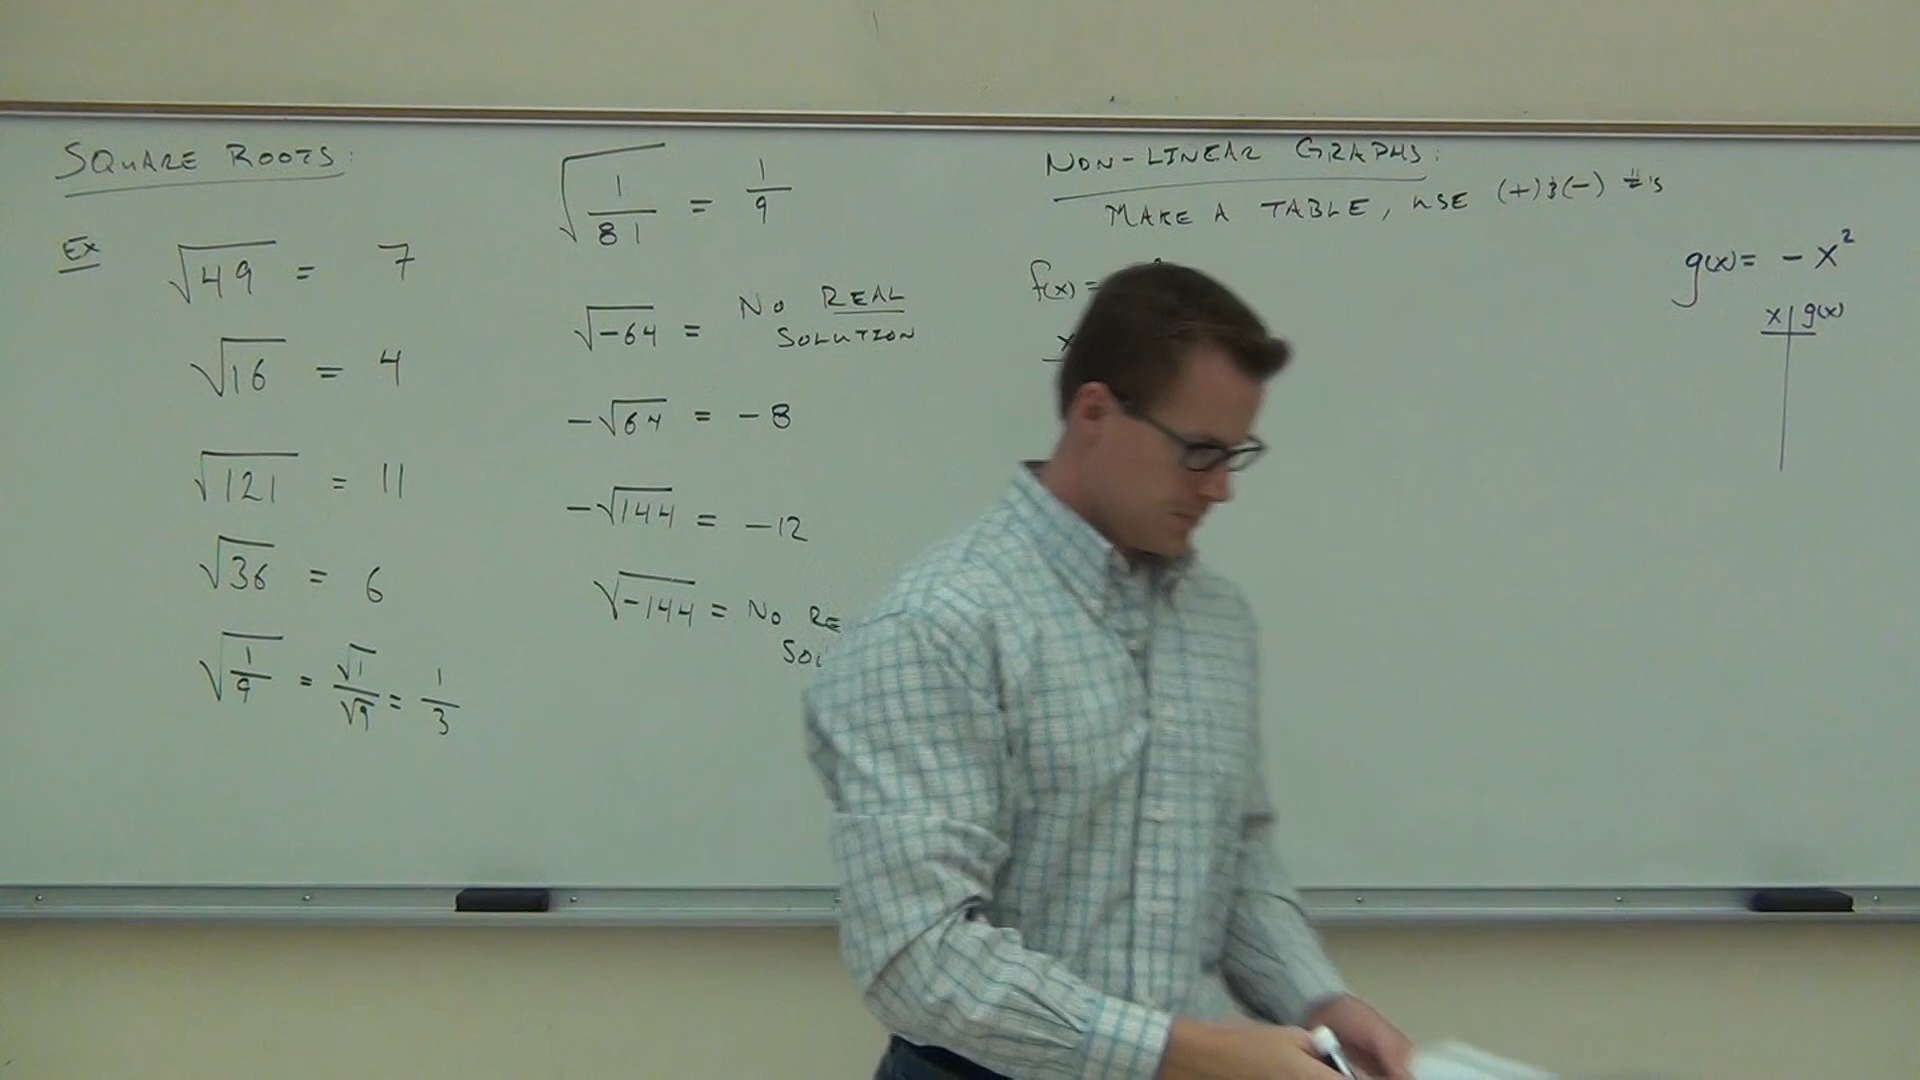 SQUARE ROOTS:
Ex √49 = 7
√16 = 4
√121 = 11
√36 = 6
√(1/9) = √1/√9 = 1/3
√(1/81) = 1/9
√-64 = NO REAL
SOLUTION
-√64 = -8
-√144 = -12
√-144 = NO RE
SOL
NON-LINEAR GRAPHS:
MAKE A TABLE, USE (+) & (-) #'s
f(x) =
x
g(x) = -x²
x | g(x)